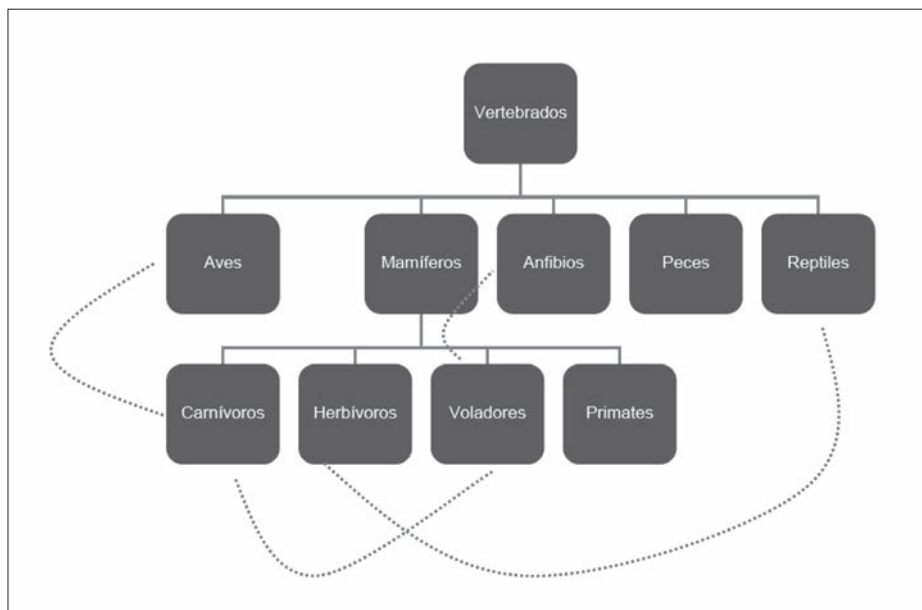 Vertebrados
Aves
Mamíferos
Anfibios
Peces
Reptiles
Carnívoros
Herbívoros
Voladores
Primates